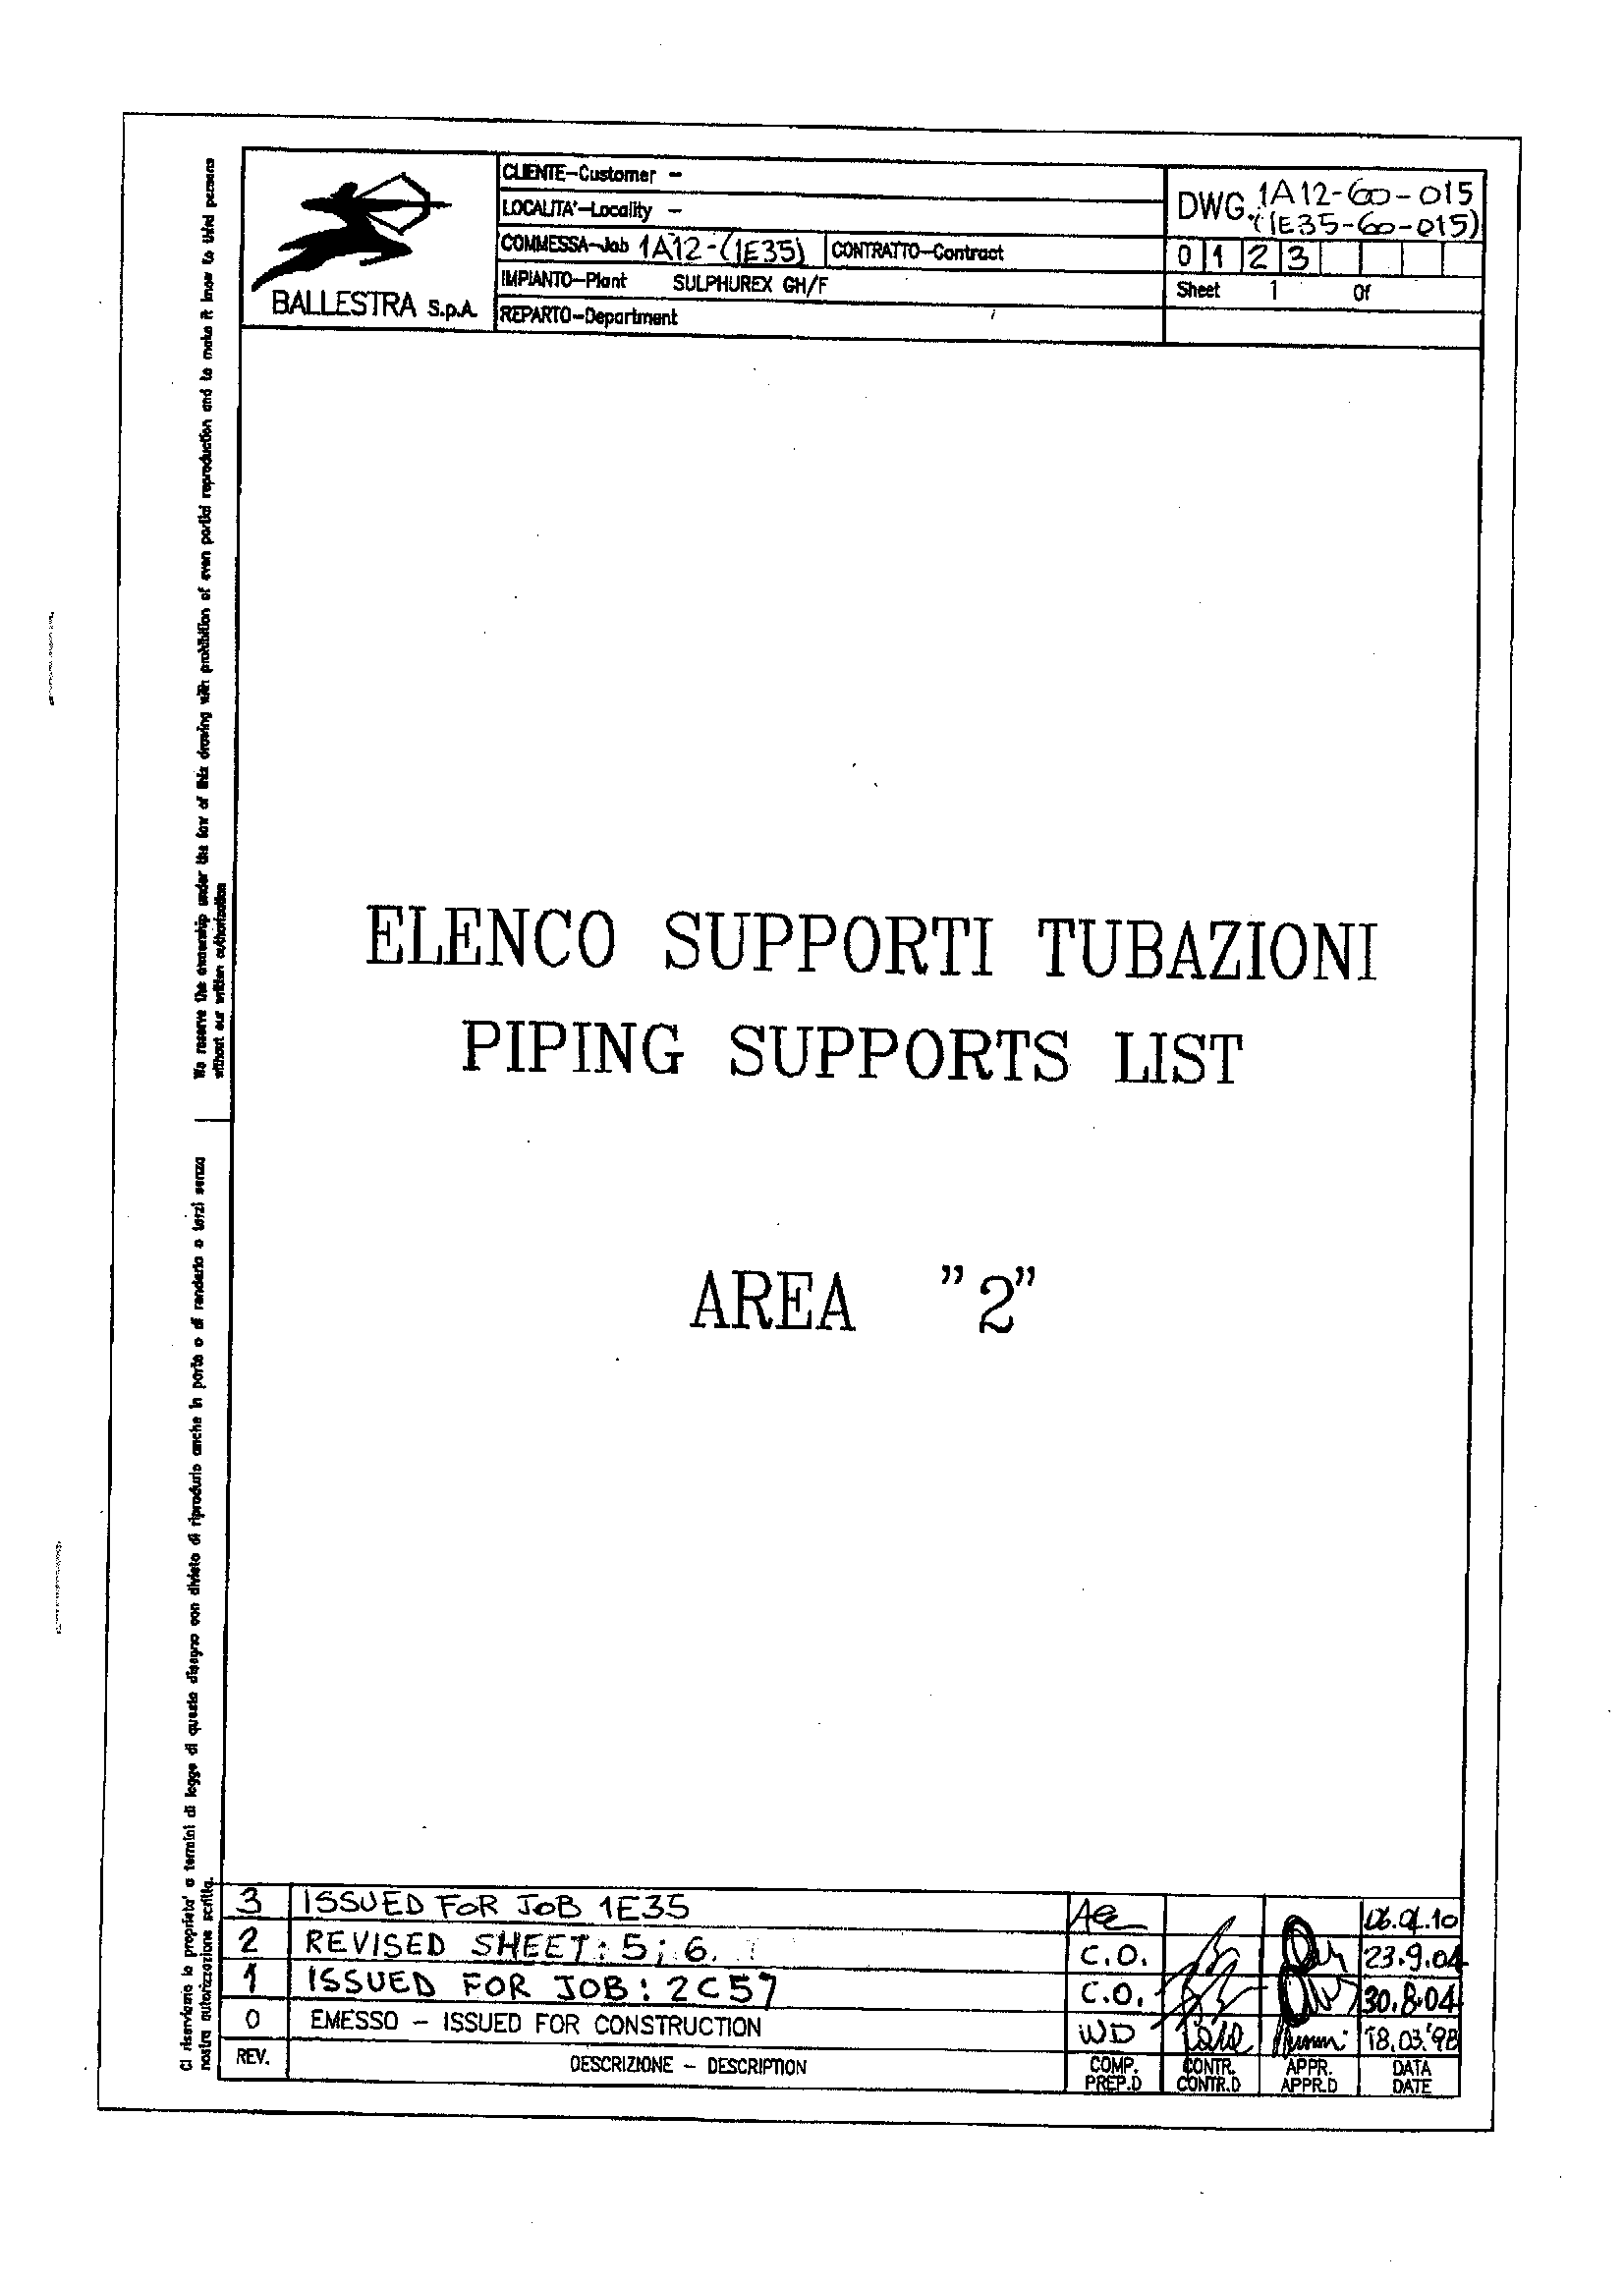 BALLESTRA S.p.A.
CLIENTE-Customer -
LOCALITA'-Locality -
COMMESSA-Job 1A12-(1E35) CONTRATTO-Contract
IMPIANTO-Plant SULPHUREX GH/F
REPARTO-Department
DWG. 1A12-60-015
(1E35-60-015)
0 1 2 3
Sheet 1 Of
We reserve the ownership under the law of this drawing with prohibition of even partial reproduction and to make it know to third persons
without our written authorization
Ci riserviamo la proprieta' a termini di legge di questo disegno con divieto di riprodurlo anche in parte o di renderlo a terzi senza
nostra autorizzazione scritta.
ELENCO SUPPORTI TUBAZIONI
PIPING SUPPORTS LIST
AREA "2"
3 ISSUED FOR JOB 1E35
2 REVISED SHEET: 5; 6. C.O. 23.9.04
1 ISSUED FOR JOB: 2C57 C.O. 30.8.04
0 EMESSO - ISSUED FOR CONSTRUCTION WD 18.03.'98
REV. DESCRIZIONE - DESCRIPTION COMP. CONTR. APPR. DATA
PREP.D CONTR.D APPR.D DATE